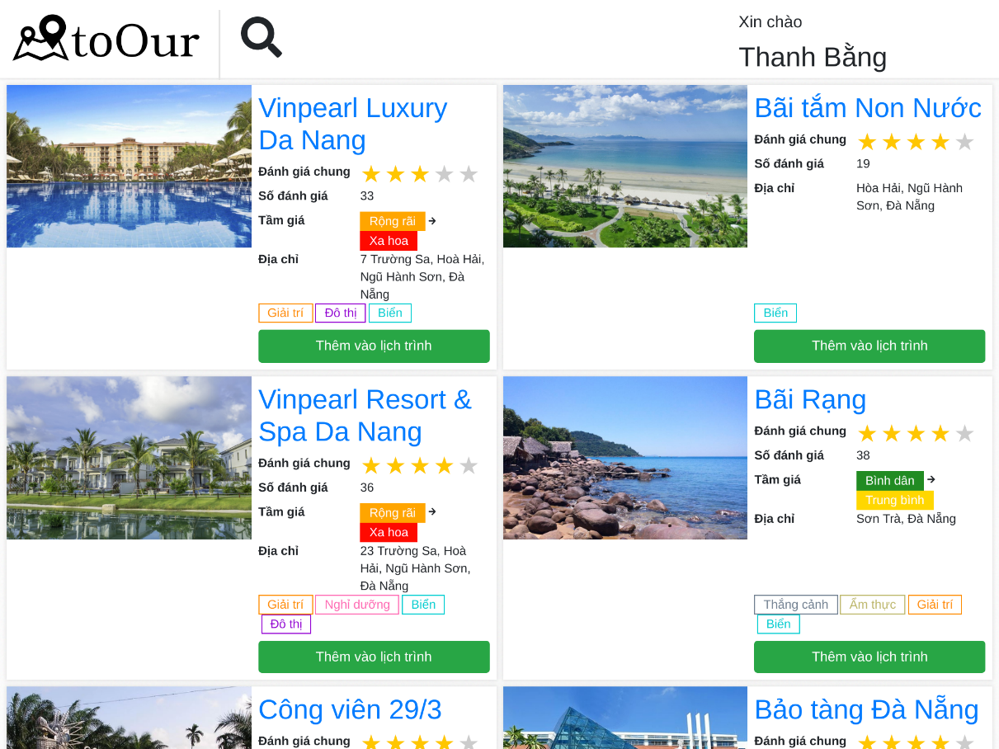 toOur
Xin chào
Thanh Bằng
Vinpearl Luxury
Da Nang
Đánh giá chung
Số đánh giá
33
Tầm giá
Rộng rãi
Xa hoa
Địa chỉ
7 Trường Sa, Hoà Hải,
Ngũ Hành Sơn, Đà
Nẵng
Giải trí
Đô thị
Biển
Thêm vào lịch trình
Bãi tắm Non Nước
Đánh giá chung
Số đánh giá
19
Địa chỉ
Hòa Hải, Ngũ Hành
Sơn, Đà Nẵng
Biển
Thêm vào lịch trình
Vinpearl Resort &
Spa Da Nang
Đánh giá chung
Số đánh giá
36
Tầm giá
Rộng rãi
Xa hoa
Địa chỉ
23 Trường Sa, Hoà
Hải, Ngũ Hành Sơn,
Đà Nẵng
Giải trí
Nghỉ dưỡng
Biển
Đô thị
Thêm vào lịch trình
Bãi Rạng
Đánh giá chung
Số đánh giá
38
Tầm giá
Bình dân
Trung bình
Địa chỉ
Sơn Trà, Đà Nẵng
Thắng cảnh
Ẩm thực
Giải trí
Biển
Thêm vào lịch trình
Công viên 29/3
Đánh giá chung
Bảo tàng Đà Nẵng
Đánh giá chung